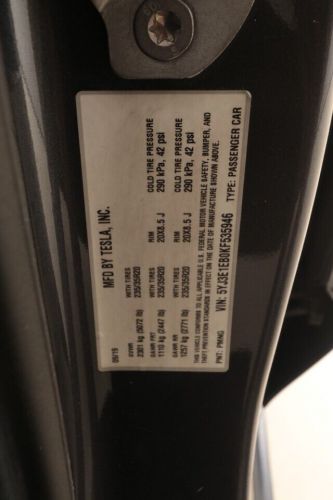 MFD BY TESLA, INC.
09/19
GVWR
2301 kg (5072 lb)
WITH TIRES
235/35R20
RIM
20X8.5 J
COLD TIRE PRESSURE
290 kPa, 42 psi
GAWR FRT
1110 kg (2447 lb)
WITH TIRES
235/35R20
RIM
20X8.5 J
COLD TIRE PRESSURE
290 kPa, 42 psi
GAWR RR
1257 kg (2771 lb)
THIS VEHICLE CONFORMS TO ALL APPLICABLE U.S. FEDERAL MOTOR VEHICLE SAFETY, BUMPER, AND
THEFT PREVENTION STANDARDS IN EFFECT ON THE DATE OF MANUFACTURE SHOWN ABOVE.
VIN: 5YJ3E1EB0KF535946
TYPE: PASSENGER CAR
PNT: PMNG